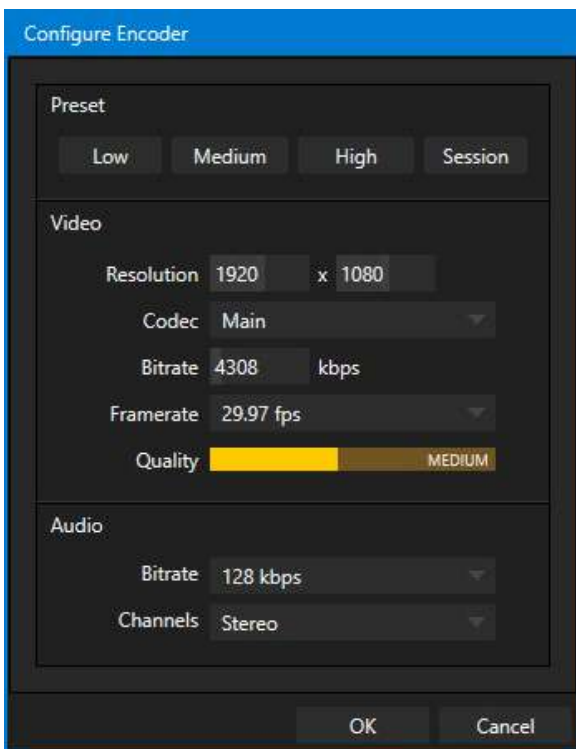 Configure Encoder
Preset
Low Medium High Session
Video
Resolution 1920 x 1080
Codec Main
Bitrate 4308 kbps
Framerate 29.97 fps
Quality MEDIUM
Audio
Bitrate 128 kbps
Channels Stereo
OK Cancel